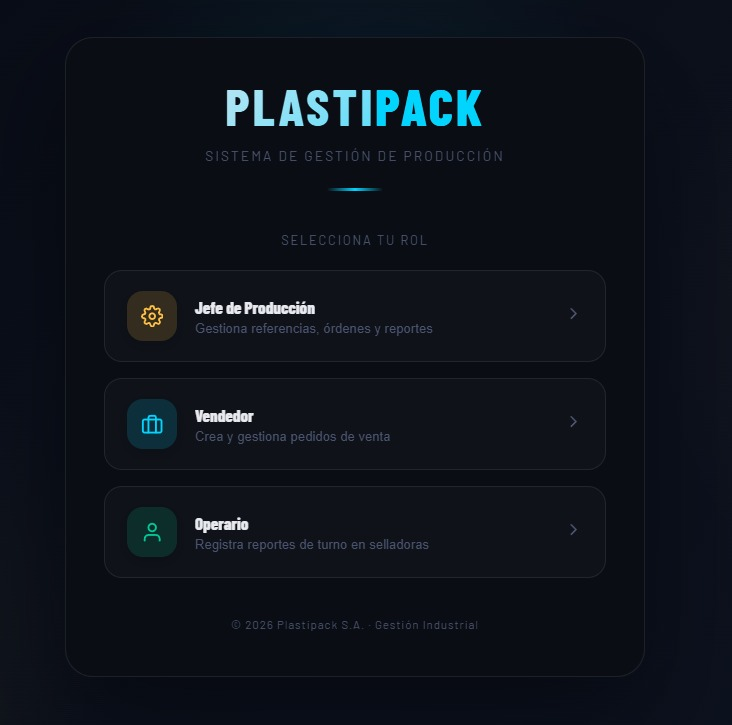 PLASTIPACK
SISTEMA DE GESTIÓN DE PRODUCCIÓN
SELECCIONA TU ROL
Jefe de Producción
Gestiona referencias, órdenes y reportes
Vendedor
Crea y gestiona pedidos de venta
Operario
Registra reportes de turno en selladoras
© 2026 Plastipack S.A. · Gestión Industrial